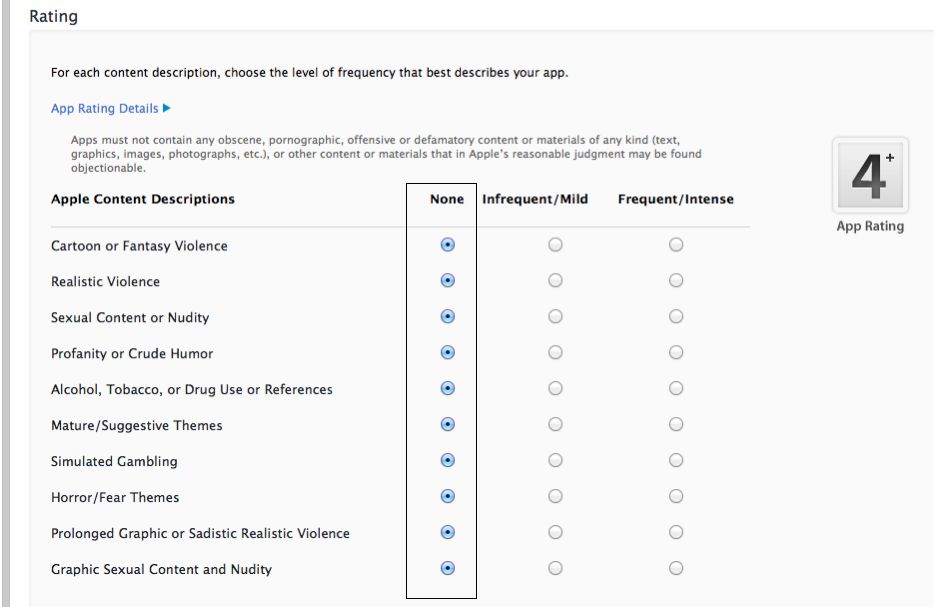 Rating
For each content description, choose the level of frequency that best describes your app.
App Rating Details ▶
Apps must not contain any obscene, pornographic, offensive or defamatory content or materials of any kind (text,
graphics, images, photographs, etc.), or other content or materials that in Apple's reasonable judgment may be found
objectionable.
4+
App Rating
Apple Content Descriptions None Infrequent/Mild Frequent/Intense
Cartoon or Fantasy Violence
Realistic Violence
Sexual Content or Nudity
Profanity or Crude Humor
Alcohol, Tobacco, or Drug Use or References
Mature/Suggestive Themes
Simulated Gambling
Horror/Fear Themes
Prolonged Graphic or Sadistic Realistic Violence
Graphic Sexual Content and Nudity